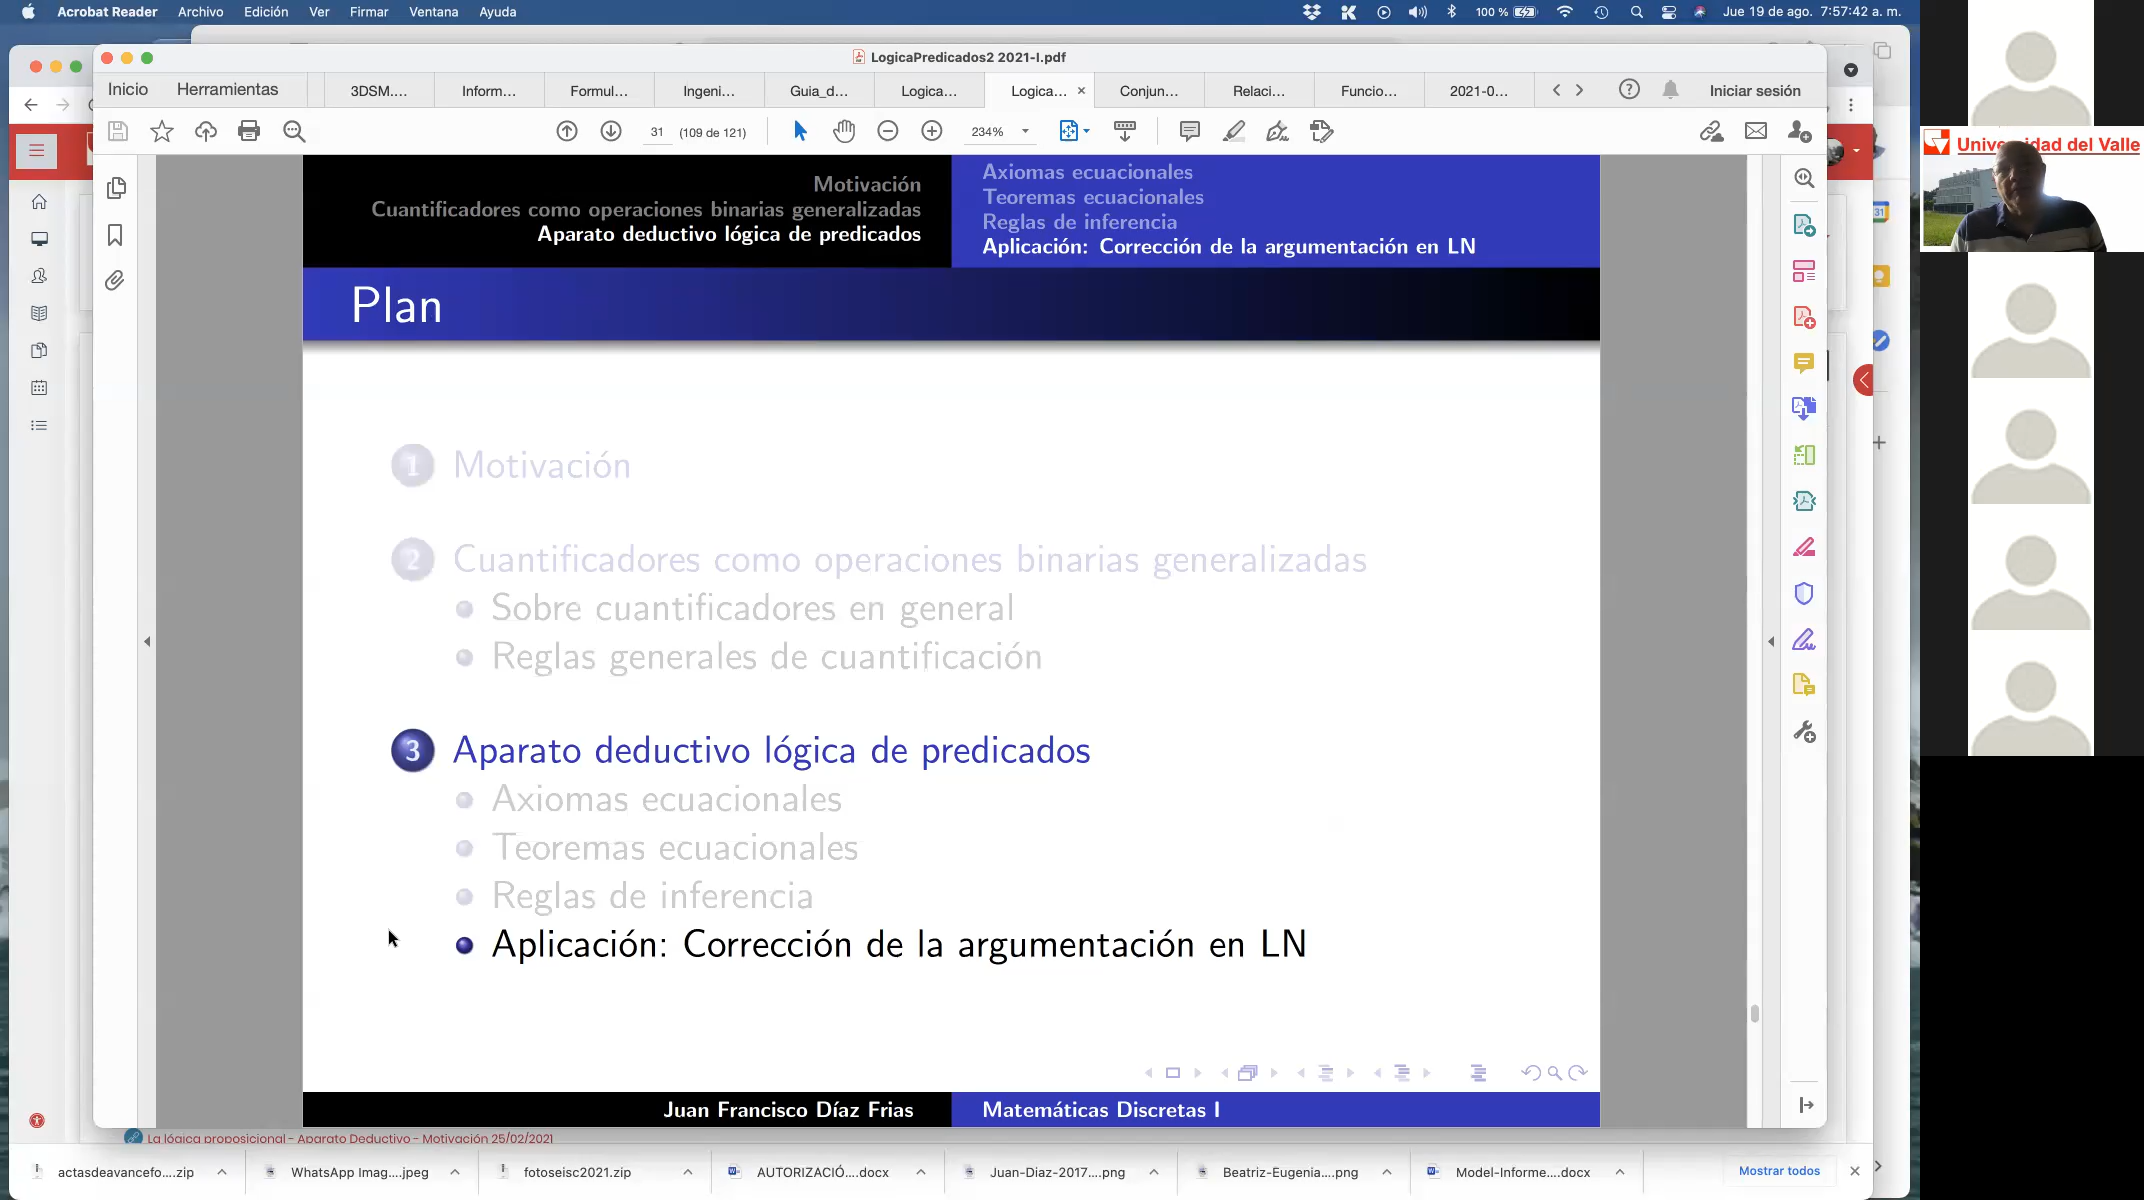 Acrobat Reader Archivo Edición Ver Firmar Ventana Ayuda 100 % Jue 19 de ago. 7:57:42 a. m.
LogicaPredicados2 2021-I.pdf
Inicio Herramientas 3DSM.... Inform... Formul... Ingeni... Guia_d... Logica... Logica... × Conjun... Relaci... Funcio... 2021-0... Iniciar sesión
31 (109 de 121) 234%
Universidad del Valle
Motivación
Cuantificadores como operaciones binarias generalizadas
Aparato deductivo lógica de predicados
Axiomas ecuacionales
Teoremas ecuacionales
Reglas de inferencia
Aplicación: Corrección de la argumentación en LN
Plan
1 Motivación
2 Cuantificadores como operaciones binarias generalizadas
Sobre cuantificadores en general
Reglas generales de cuantificación
3 Aparato deductivo lógica de predicados
Axiomas ecuacionales
Teoremas ecuacionales
Reglas de inferencia
Aplicación: Corrección de la argumentación en LN
Juan Francisco Díaz Frias Matemáticas Discretas I
La lógica proposicional - Aparato Deductivo - Motivación 25/02/2021
actasdeavancefo....zip WhatsApp Imag....jpeg fotoseisc2021.zip AUTORIZACIÓ....docx Juan-Diaz-2017....png Beatriz-Eugenia....png Model-Informe....docx Mostrar todos
31